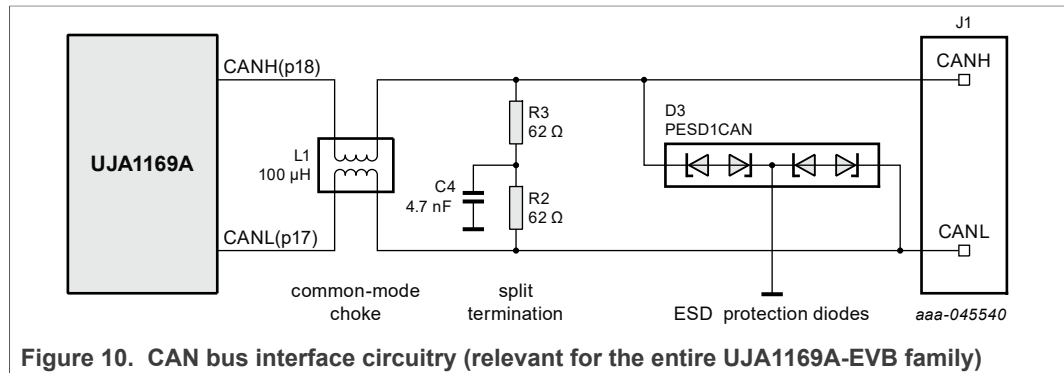 J1
CANH(p18)
CANH
R3
62 Ω
D3
PESD1CAN
UJA1169A
L1
100 µH
C4
4.7 nF
R2
62 Ω
CANL(p17)
CANL
common-mode
choke
split
termination
ESD protection diodes
aaa-045540
Figure 10. CAN bus interface circuitry (relevant for the entire UJA1169A-EVB family)